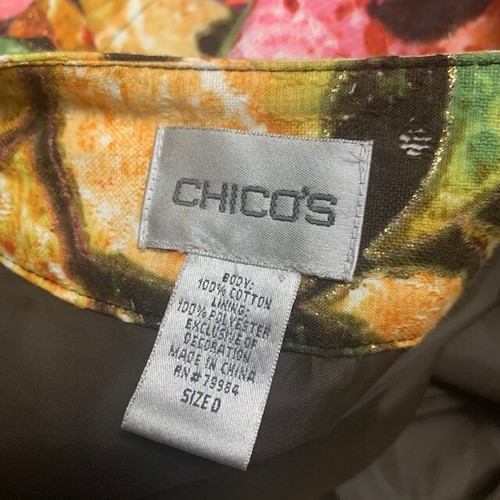 CHICO'S
BODY:
100% COTTON
LINING:
100% POLYESTER
EXCLUSIVE OF
DECORATION
MADE IN CHINA
RN# 79984
SIZE 0